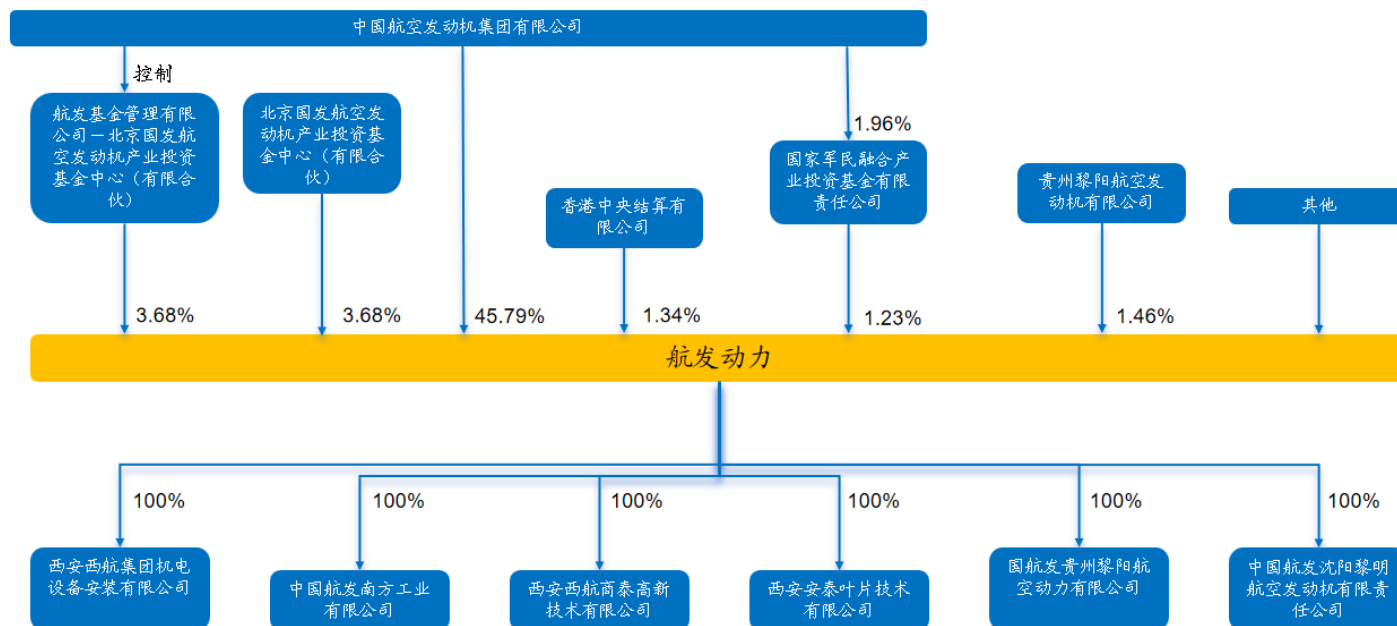 中国航空发动机集团有限公司
控制
航发基金管理有限
公司－北京国发航
空发动机产业投资
基金中心（有限合
伙）
北京国发航空发
动机产业投资基
金中心（有限合
伙）
1.96%
国家军民融合产
业投资基金有限
责任公司
香港中央结算有
限公司
贵州黎阳航空发
动机有限公司
其他
3.68%
3.68%
45.79%
1.34%
1.23%
1.46%
航发动力
100%
100%
100%
100%
100%
100%
西安西航集团机电
设备安装有限公司
中国航发南方工业
有限公司
西安西航商泰高新
技术有限公司
西安安泰叶片技术
有限公司
国航发贵州黎阳航
空动力有限公司
中国航发沈阳黎明
航空发动机有限责
任公司